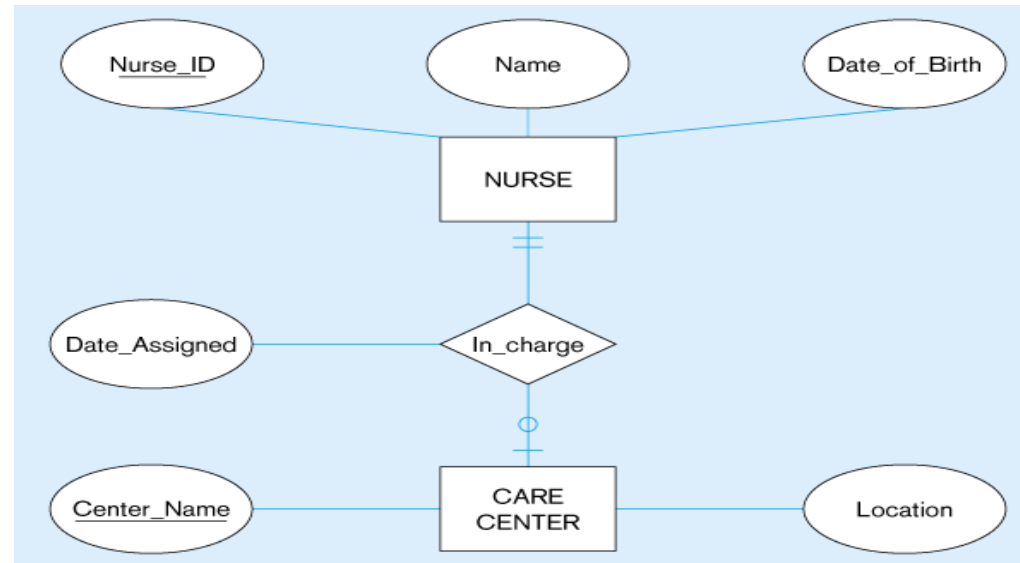 Nurse_ID
Name
Date_of_Birth
NURSE
Date_Assigned
In_charge
Center_Name
CARE
CENTER
Location